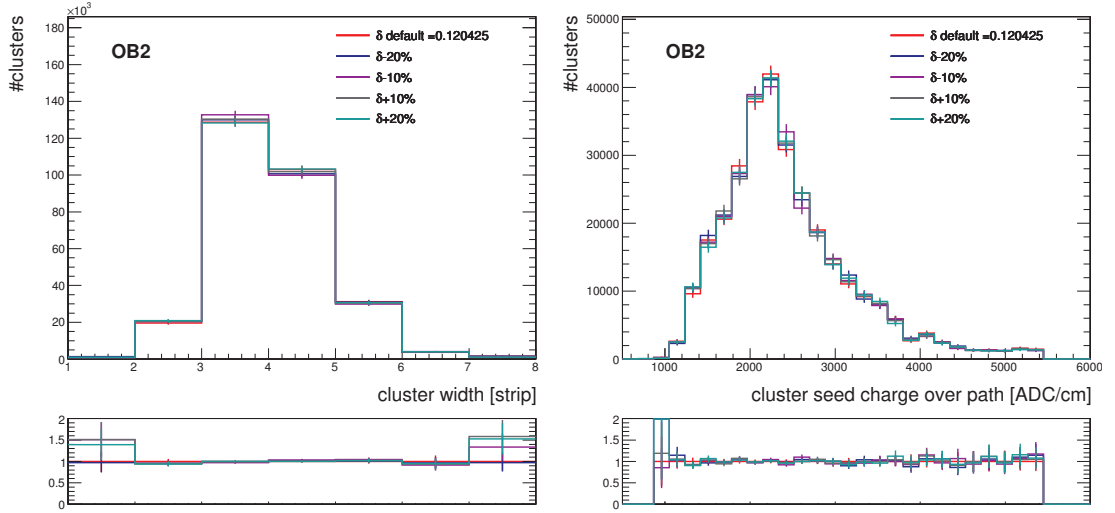 ×10³
#clusters
180
160
140
120
100
80
60
40
20
0
OB2
δ default =0.120425
δ-20%
δ-10%
δ+10%
δ+20%
1 2 3 4 5 6 7 8
cluster width [strip]
2
1.5
1
0.5
0
#clusters
50000
40000
30000
20000
10000
0
OB2
δ default =0.120425
δ-20%
δ-10%
δ+10%
δ+20%
1000 2000 3000 4000 5000 6000
cluster seed charge over path [ADC/cm]
2
1.5
1
0.5
0